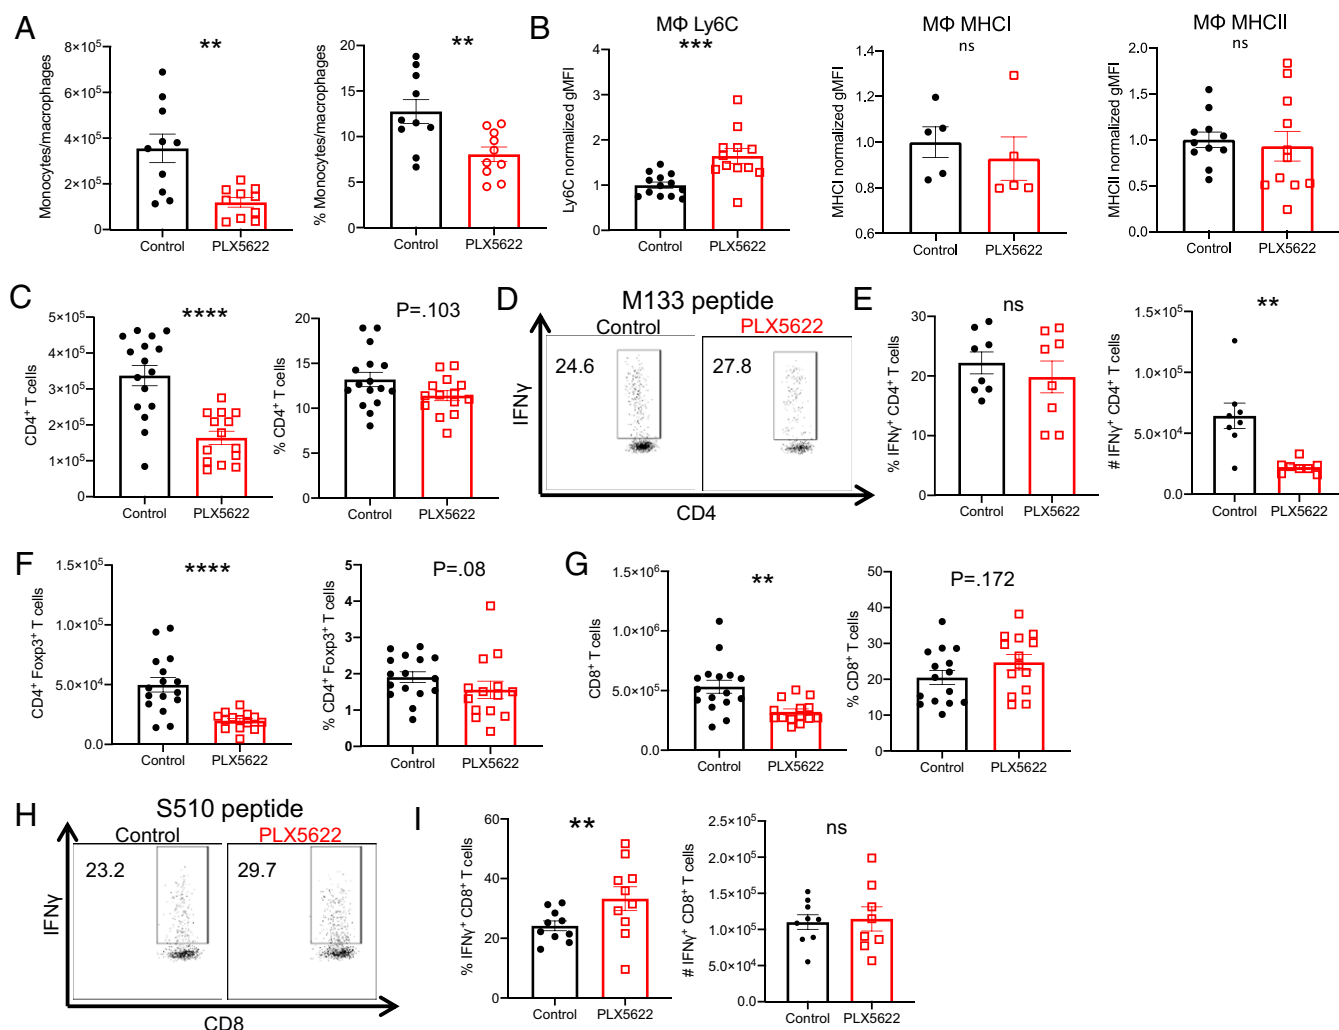 A
Monocytes/macrophages
8×10⁵
6×10⁵
4×10⁵
2×10⁵
0
**
Control
PLX5622
% Monocytes/macrophages
20
15
10
5
0
**
Control
PLX5622
B
MΦ Ly6C
***
Ly6C normalized gMFI
4
3
2
1
0
Control
PLX5622
MΦ MHCI
ns
MHCI normalized gMFI
1.4
1.2
1.0
0.8
0.6
Control
PLX5622
MΦ MHCII
ns
MHCII normalized gMFI
2.0
1.5
1.0
0.5
0.0
Control
PLX5622
C
****
CD4⁺ T cells
5×10⁵
4×10⁵
3×10⁵
2×10⁵
1×10⁵
0
Control
PLX5622
P=.103
% CD4⁺ T cells
20
15
10
5
0
Control
PLX5622
D
M133 peptide
Control
PLX5622
24.6
27.8
IFNγ
CD4
E
ns
% IFNγ⁺ CD4⁺ T cells
30
20
10
0
Control
PLX5622
**
# IFNγ⁺ CD4⁺ T cells
1.5×10⁵
1.0×10⁵
5.0×10⁴
0.0
Control
PLX5622
F
****
CD4⁺ Foxp3⁺ T cells
1.5×10⁵
1.0×10⁵
5.0×10⁴
0.0
Control
PLX5622
P=.08
% CD4⁺ Foxp3⁺ T cells
5
4
3
2
1
0
Control
PLX5622
G
**
CD8⁺ T cells
1.5×10⁶
1.0×10⁶
5.0×10⁵
0.0
Control
PLX5622
P=.172
% CD8⁺ T cells
50
40
30
20
10
0
Control
PLX5622
H
S510 peptide
Control
PLX5622
23.2
29.7
IFNγ
CD8
I
**
% IFNγ⁺ CD8⁺ T cells
60
40
20
0
Control
PLX5622
ns
# IFNγ⁺ CD8⁺ T cells
2.5×10⁵
2.0×10⁵
1.5×10⁵
1.0×10⁵
5.0×10⁴
0.0
Control
PLX5622